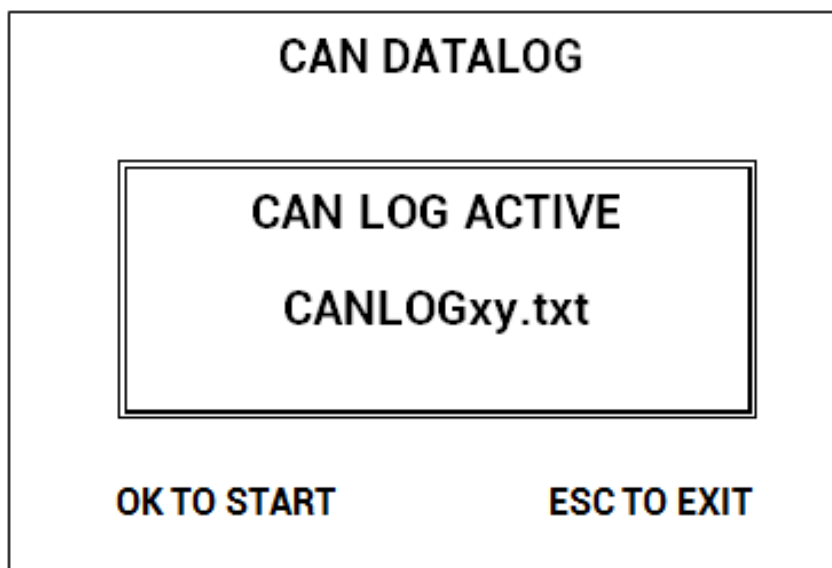 CAN DATALOG
CAN LOG ACTIVE
CANLOGxy.txt
OK TO START ESC TO EXIT